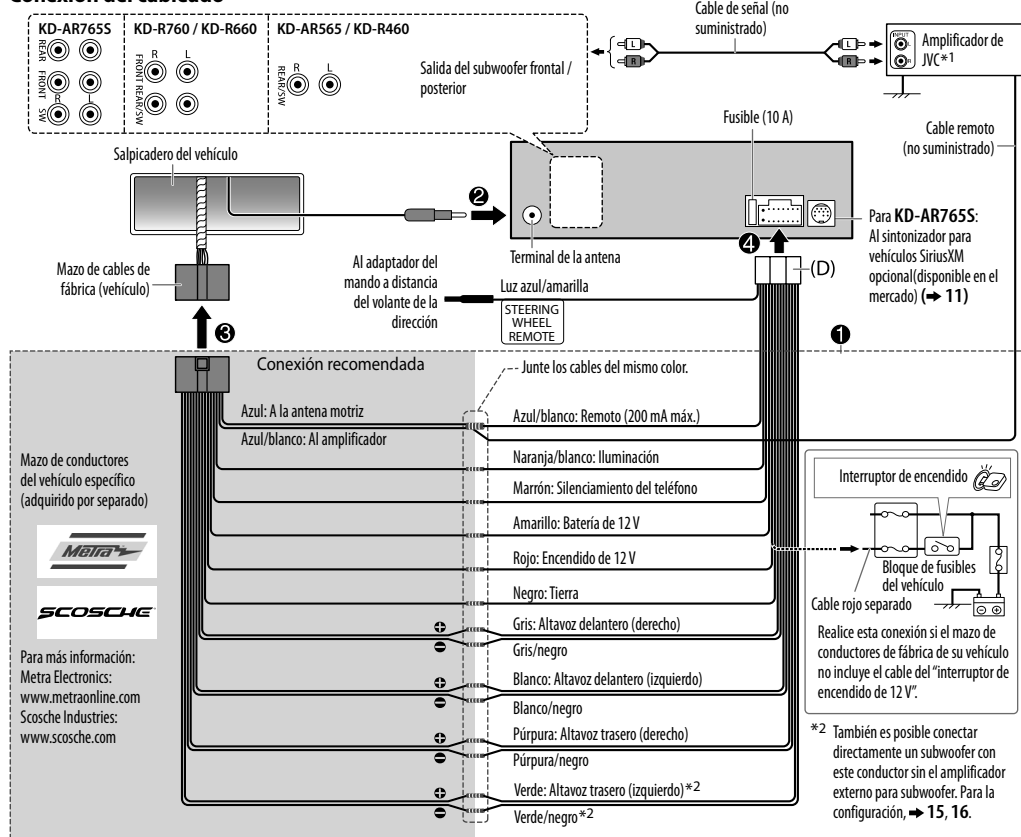 Conexión del cableado
KD-AR765S
REAR
FRONT
SW
R
L
KD-R760 / KD-R660
R
L
FRONT
REAR/SW
KD-AR565 / KD-R460
R
L
REAR/SW
Salida del subwoofer frontal /
posterior
Cable de señal (no
suministrado)
L
R
L
R
INPUT
L
R
Amplificador de
JVC*1
Cable remoto
(no suministrado)
Fusible (10 A)
Salpicadero del vehículo
2
4
Terminal de la antena
Para KD-AR765S:
Al sintonizador para
vehículos SiriusXM
opcional(disponible en el
mercado) (➜ 11)
Mazo de cables de
fábrica (vehículo)
Al adaptador del
mando a distancia
del volante de la
dirección
Luz azul/amarilla
STEERING
WHEEL
REMOTE
(D)
3
1
Conexión recomendada
Junte los cables del mismo color.
Azul: A la antena motriz
Azul/blanco: Al amplificador
Azul/blanco: Remoto (200 mA máx.)
Naranja/blanco: Iluminación
Marrón: Silenciamiento del teléfono
Amarillo: Batería de 12 V
Rojo: Encendido de 12 V
Negro: Tierra
Gris: Altavoz delantero (derecho)
Gris/negro
Blanco: Altavoz delantero (izquierdo)
Blanco/negro
Púrpura: Altavoz trasero (derecho)
Púrpura/negro
Verde: Altavoz trasero (izquierdo)*2
Verde/negro*2
Mazo de conductores
del vehículo específico
(adquirido por separado)
Metra
SCOSCHE
Para más información:
Metra Electronics:
www.metraonline.com
Scosche Industries:
www.scosche.com
Interruptor de encendido
Bloque de fusibles
del vehículo
Cable rojo separado
Realice esta conexión si el mazo de
conductores de fábrica de su vehículo
no incluye el cable del "interruptor de
encendido de 12 V".
*2 También es posible conectar
directamente un subwoofer con
este conductor sin el amplificador
externo para subwoofer. Para la
configuración, ➜ 15, 16.